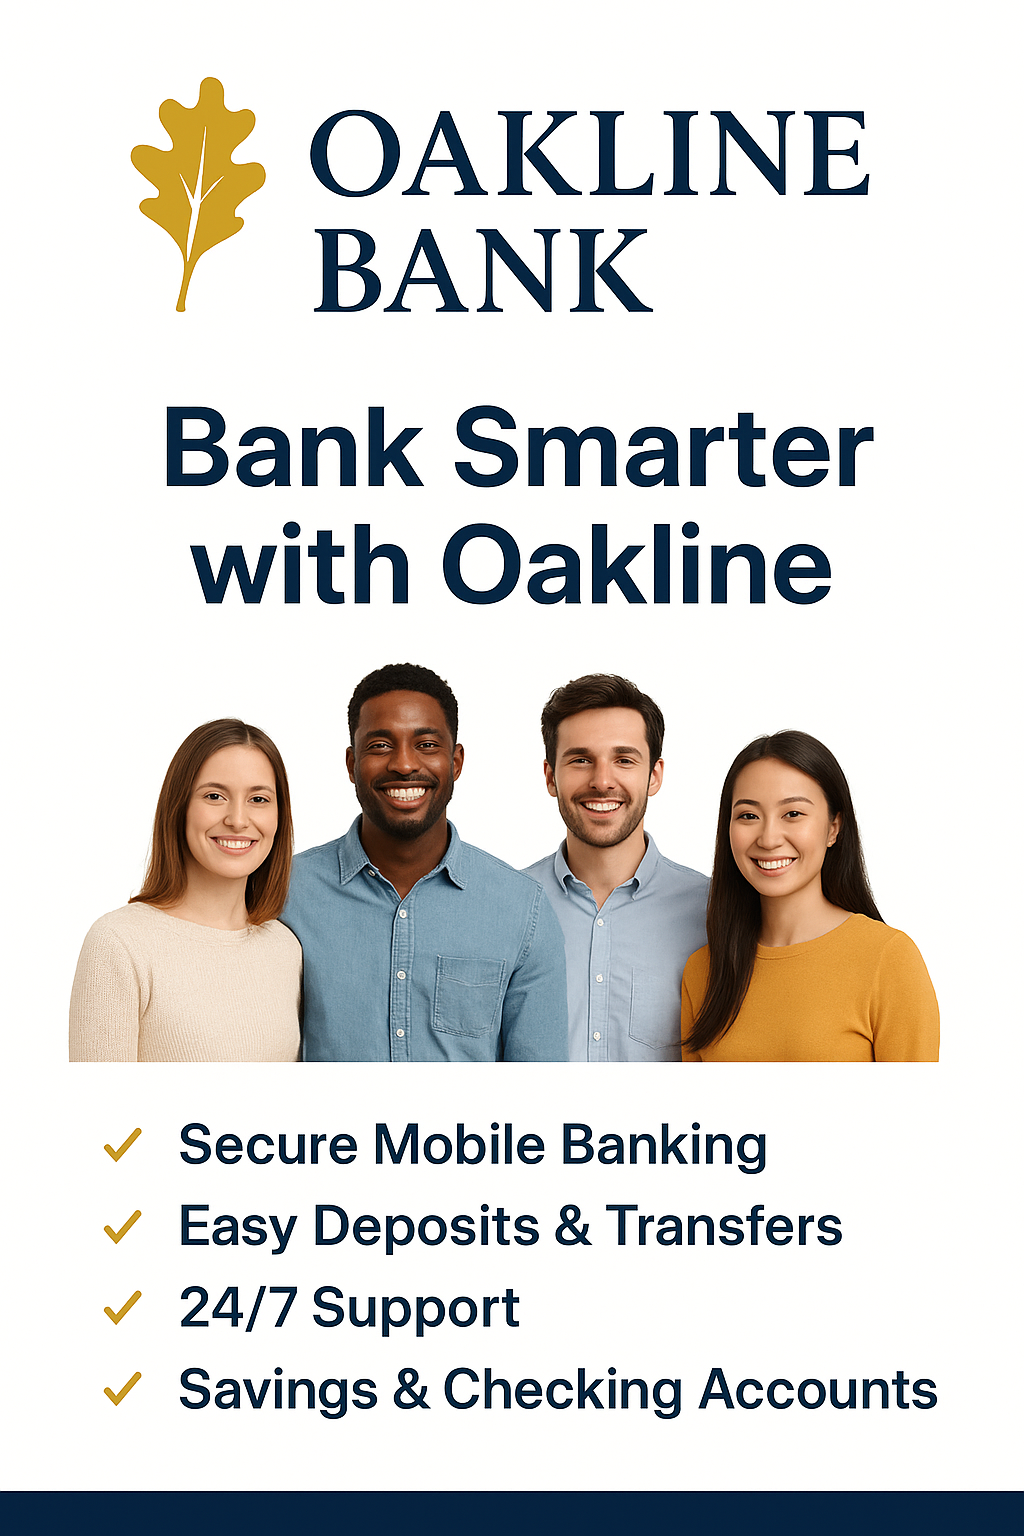 OAKLINE
BANK
Bank Smarter
with Oakline
Secure Mobile Banking
Easy Deposits & Transfers
24/7 Support
Savings & Checking Accounts